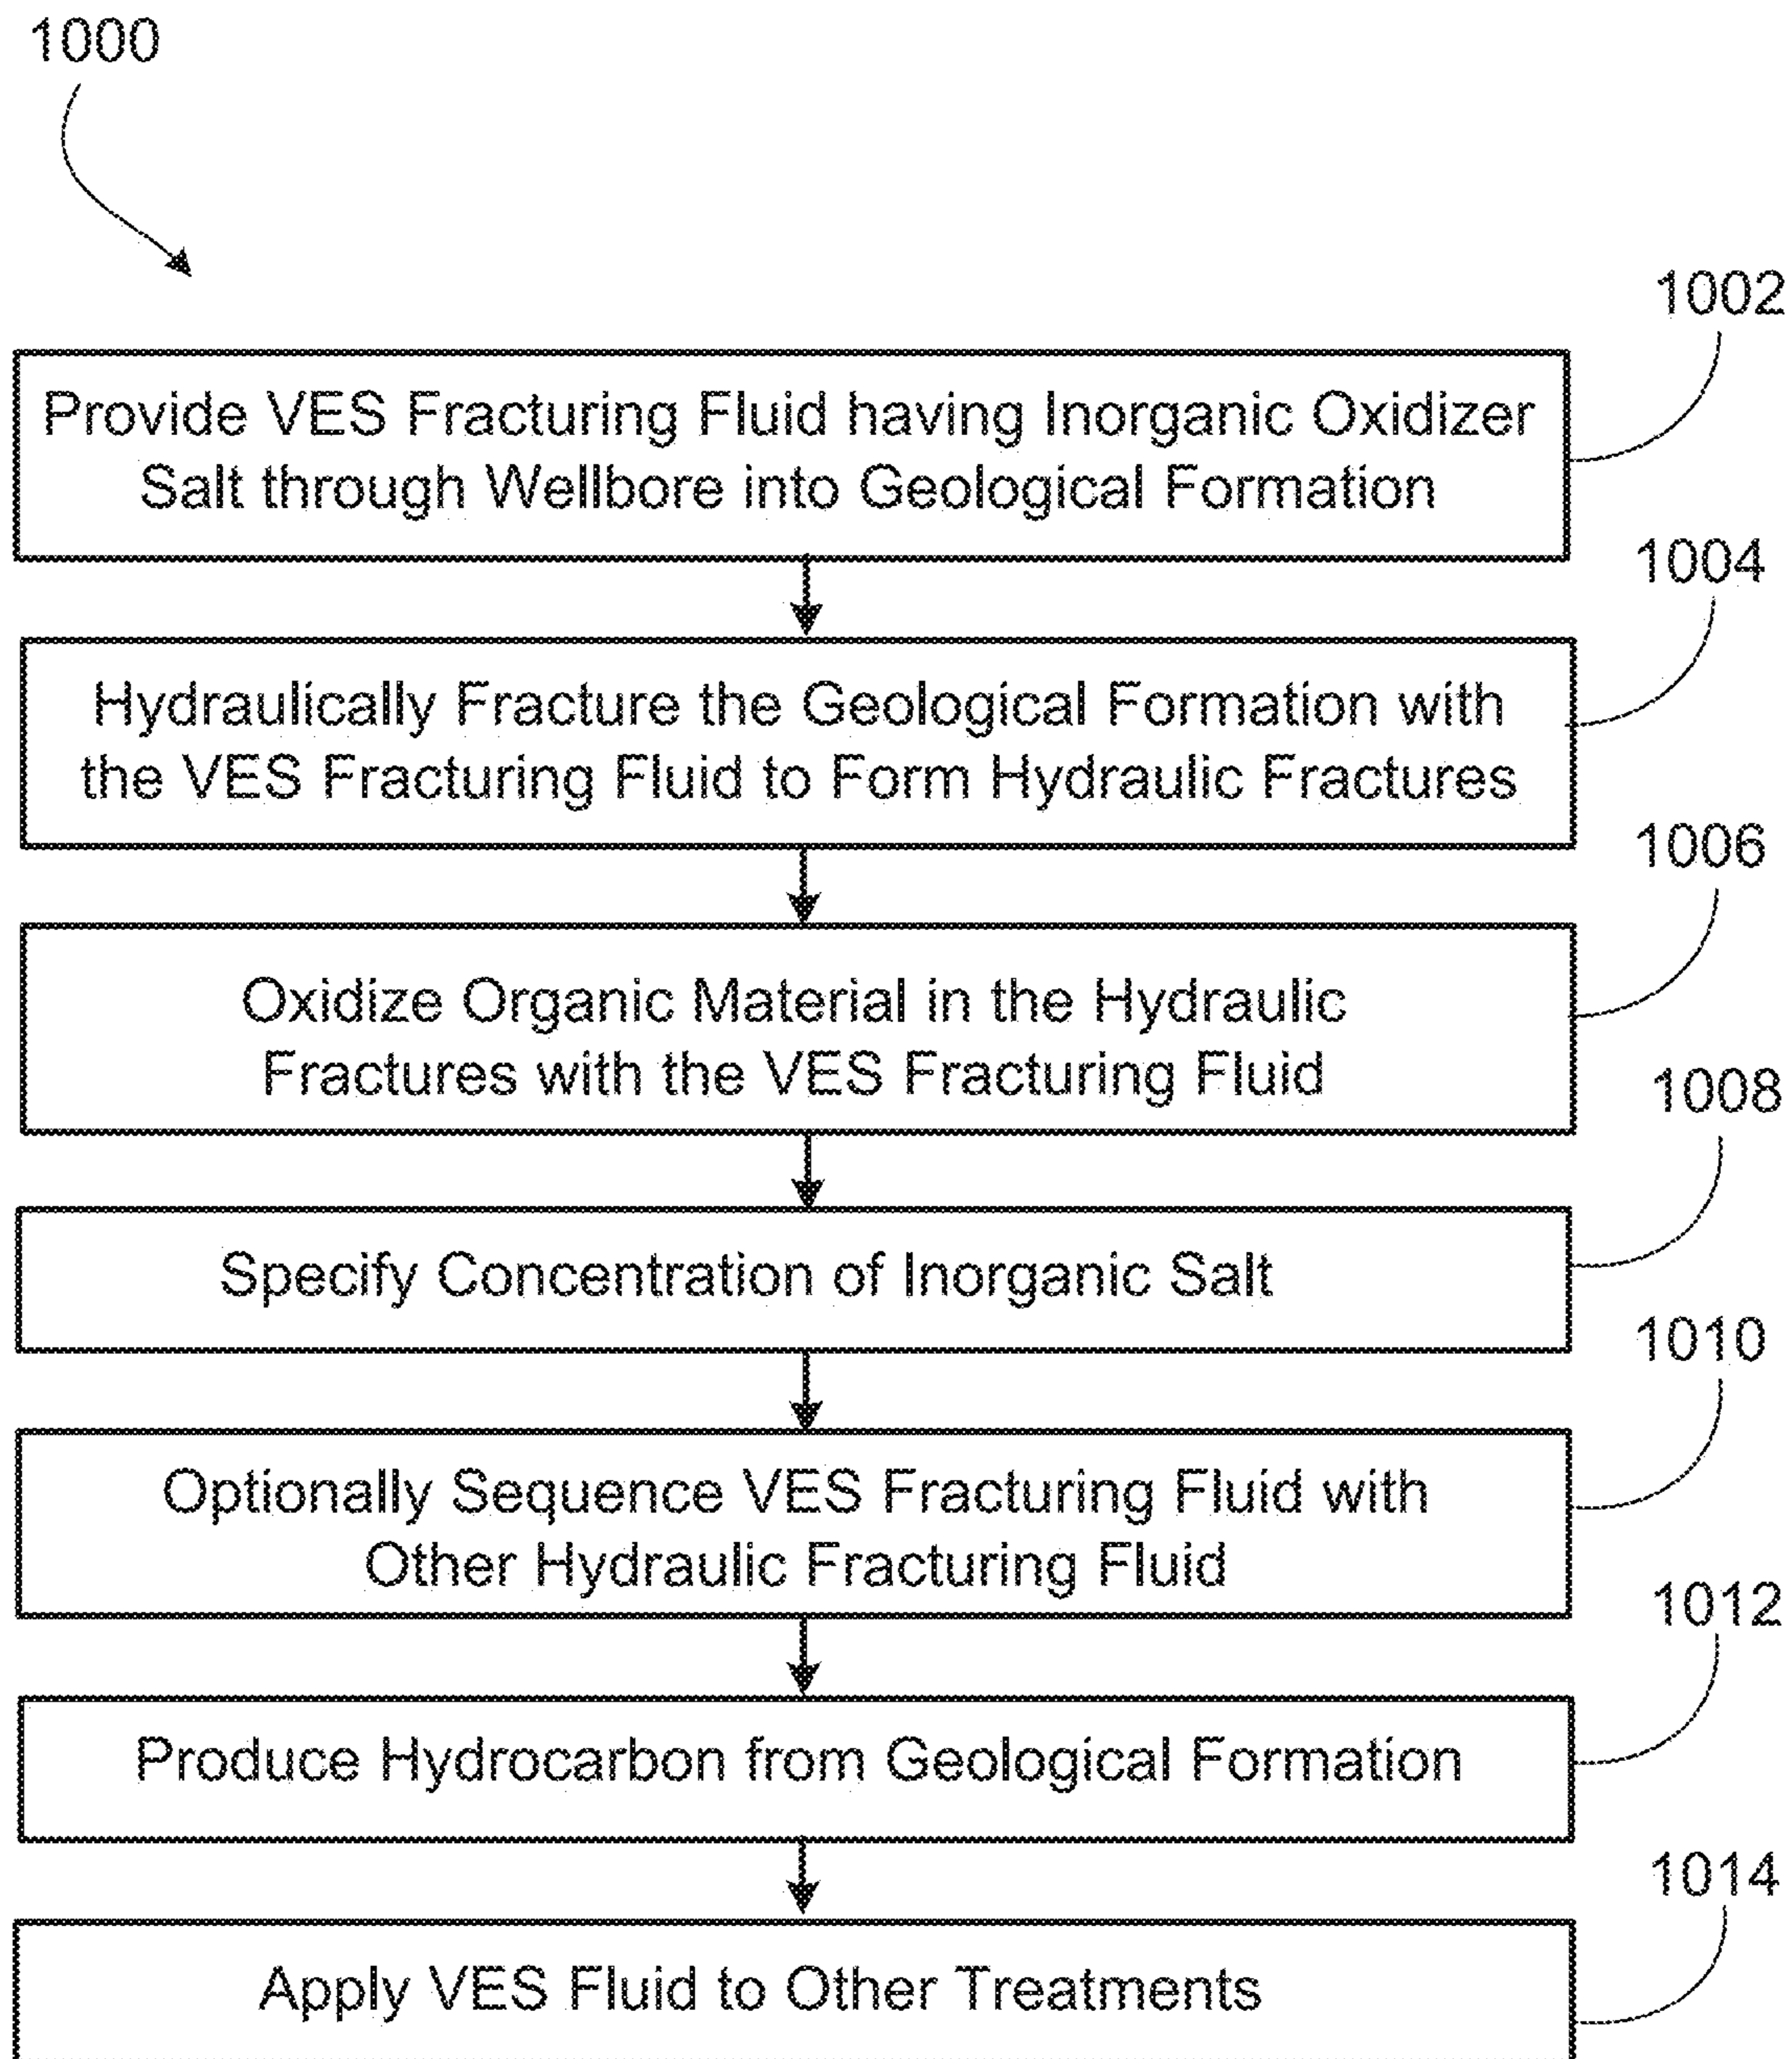 1000
1002
Provide VES Fracturing Fluid having Inorganic Oxidizer
Salt through Wellbore into Geological Formation
1004
Hydraulically Fracture the Geological Formation with
the VES Fracturing Fluid to Form Hydraulic Fractures
1006
Oxidize Organic Material in the Hydraulic
Fractures with the VES Fracturing Fluid
1008
Specify Concentration of Inorganic Salt
1010
Optionally Sequence VES Fracturing Fluid with
Other Hydraulic Fracturing Fluid
1012
Produce Hydrocarbon from Geological Formation
1014
Apply VES Fluid to Other Treatments